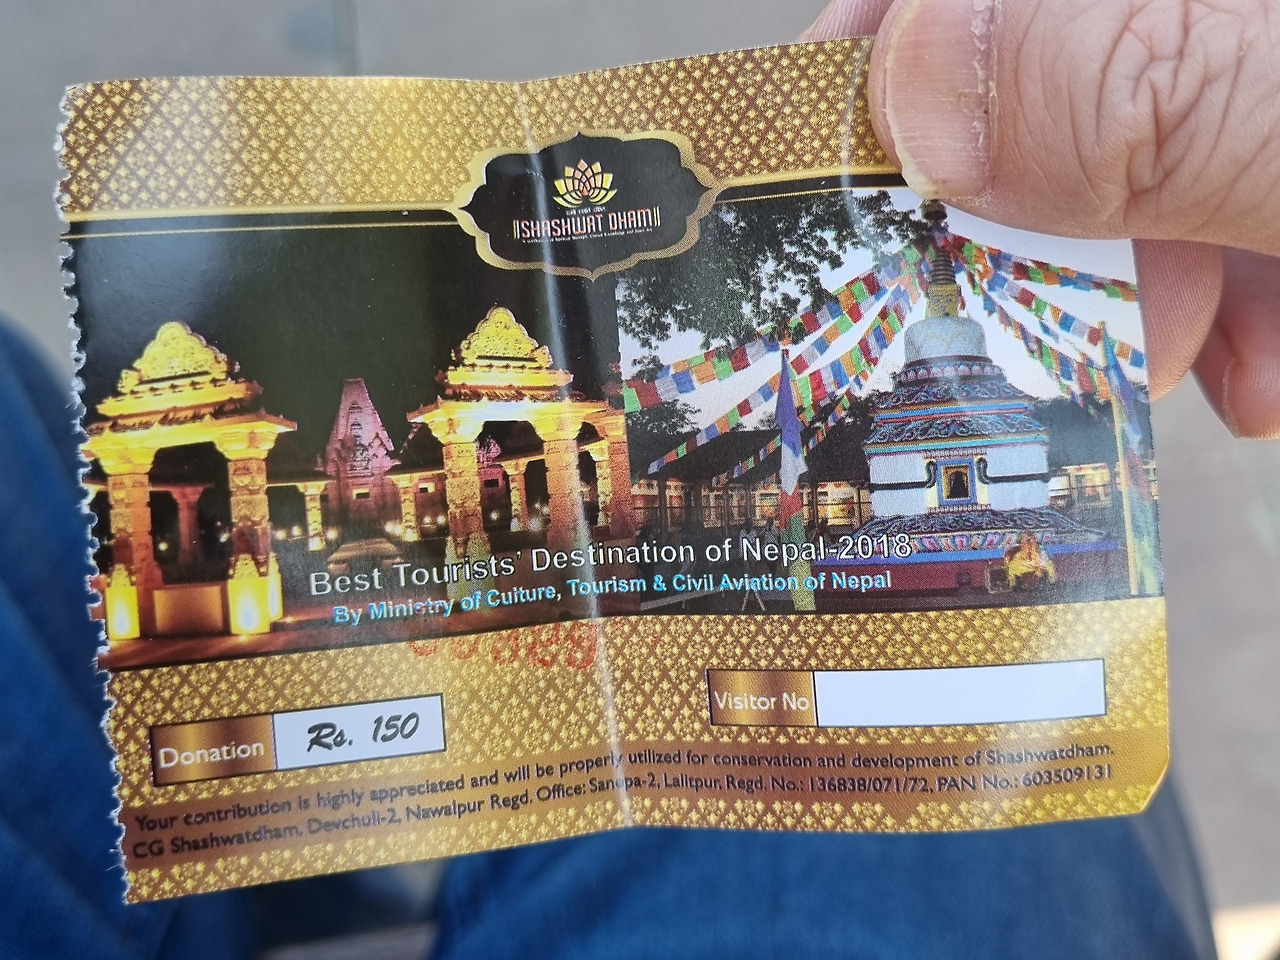 ||SHASHWAT DHAM||
Best Tourists' Destination of Nepal-2018
By Ministry of Culture, Tourism & Civil Aviation of Nepal
Donation Rs. 150
Visitor No
Your contribution is highly appreciated and will be properly utilized for conservation and development of Shashwatdham.
CG Shashwatdham, Devchuli-2, Nawalpur Regd. Office: Sanepa-2, Lalitpur, Regd. No.: 136838/071/72, PAN No.: 603509131